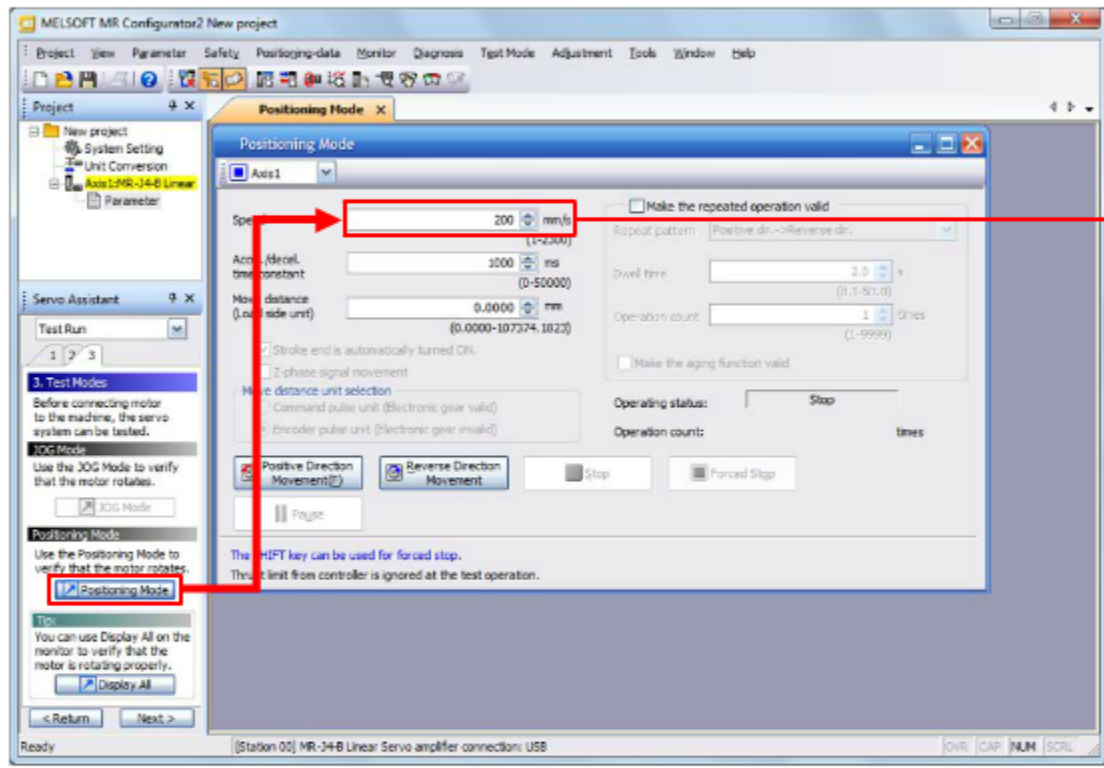 MELSOFT MR Configurator2 New project
Project View Parameter Safety Positioning-data Monitor Diagnosis Test Mode Adjustment Tools Window Help
Project
New project
System Setting
Unit Conversion
Axis1:MR-J4-B Linear
Parameter
Servo Assistant
Test Run
1 2 3
3. Test Modes
Before connecting motor
to the machine, the servo
system can be tested.
JOG Mode
Use the JOG Mode to verify
that the motor rotates.
JOG Mode
Positioning Mode
Use the Positioning Mode to
verify that the motor rotates.
Positioning Mode
Tip:
You can use Display All on the
monitor to verify that the
motor is rotating properly.
Display All
< Return Next >
Positioning Mode
Positioning Mode
Axis1
200 mm/s
(1-2300)
1000 ms
time constant
(0-50000)
Move distance
(Load side unit)
0.0000 mm
(0.0000-107374.1823)
Stroke end is automatically turned ON.
Z-phase signal movement
Move distance unit selection
Command pulse unit (Electronic gear valid)
Encoder pulse unit (Electronic gear invalid)
Make the repeated operation valid
Repeat pattern Positive dir.->Reverse dir.
Dwell time 2.0 s
(0.1-50.0)
Operation count 1 times
(1-9999)
Make the aging function valid
Operating status: Stop
Operation count: times
Positive Direction
Movement(F)
Reverse Direction
Movement
Stop
Forced Stop
Pause
The SHIFT key can be used for forced stop.
Thrust limit from controller is ignored at the test operation.
Ready
[Station 00] MR-J4-B Linear Servo amplifier connection: USB
OVR CAP NUM SCRL